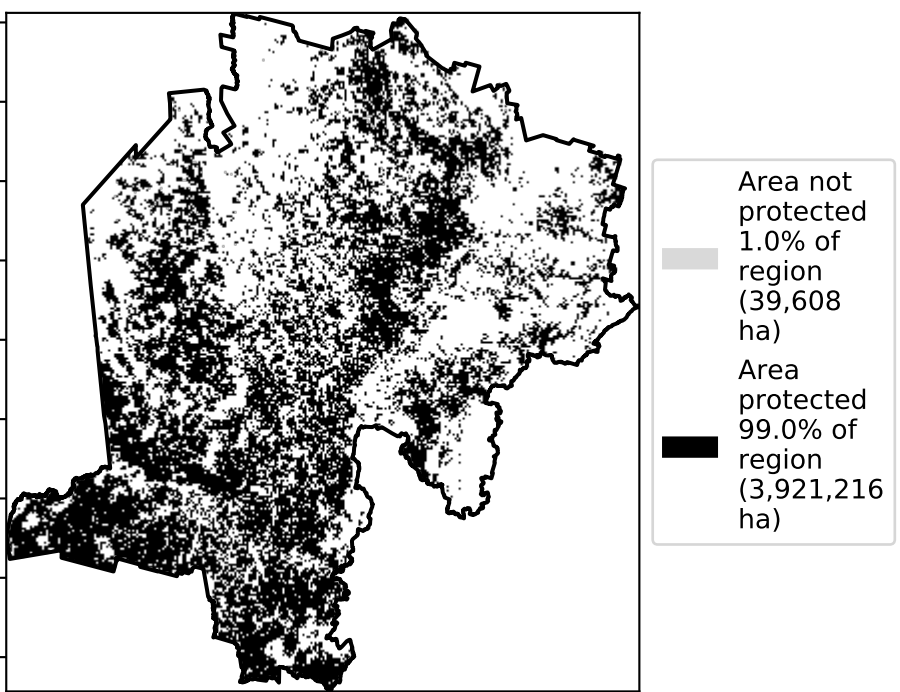 Area not
protected
1.0% of
region
(39,608
ha)
Area
protected
99.0% of
region
(3,921,216
ha)